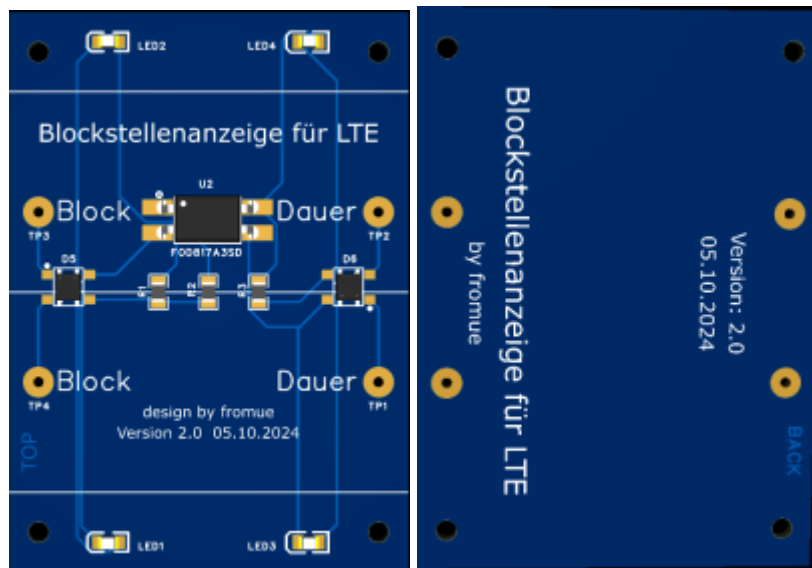 LED2
LED4
Blockstellenanzeige für LTE
U2
Block
Dauer
TP3
TP2
FOD817A3SD
D5
D6
R1
R2
R3
Block
Dauer
TP4
TP1
design by fromue
Version 2.0 05.10.2024
TOP
LED1
LED3
Blockstellenanzeige für LTE
by fromue
Version: 2.0
05.10.2024
BACK